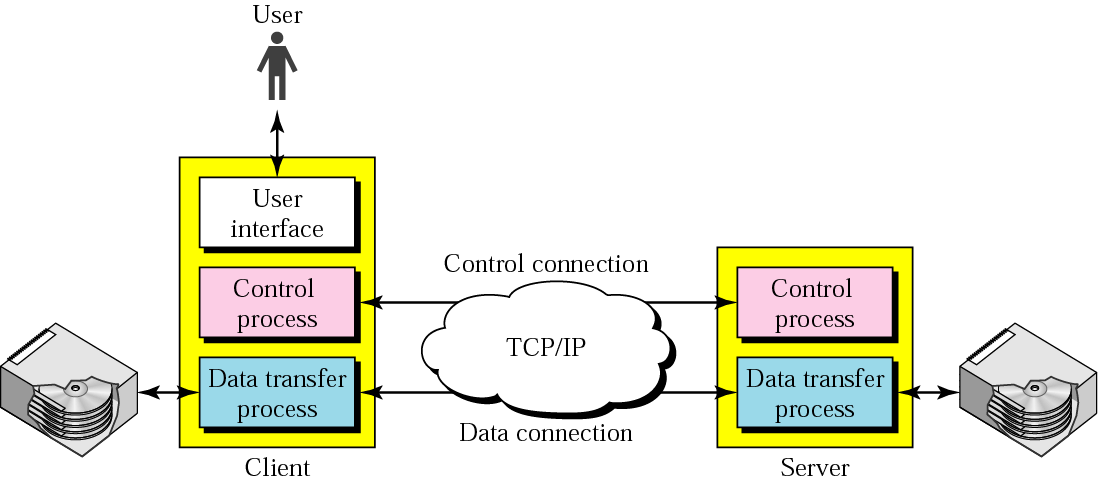 User
User
interface
Control connection
Control
process
Control
process
TCP/IP
Data transfer
process
Data transfer
process
Data connection
Client
Server